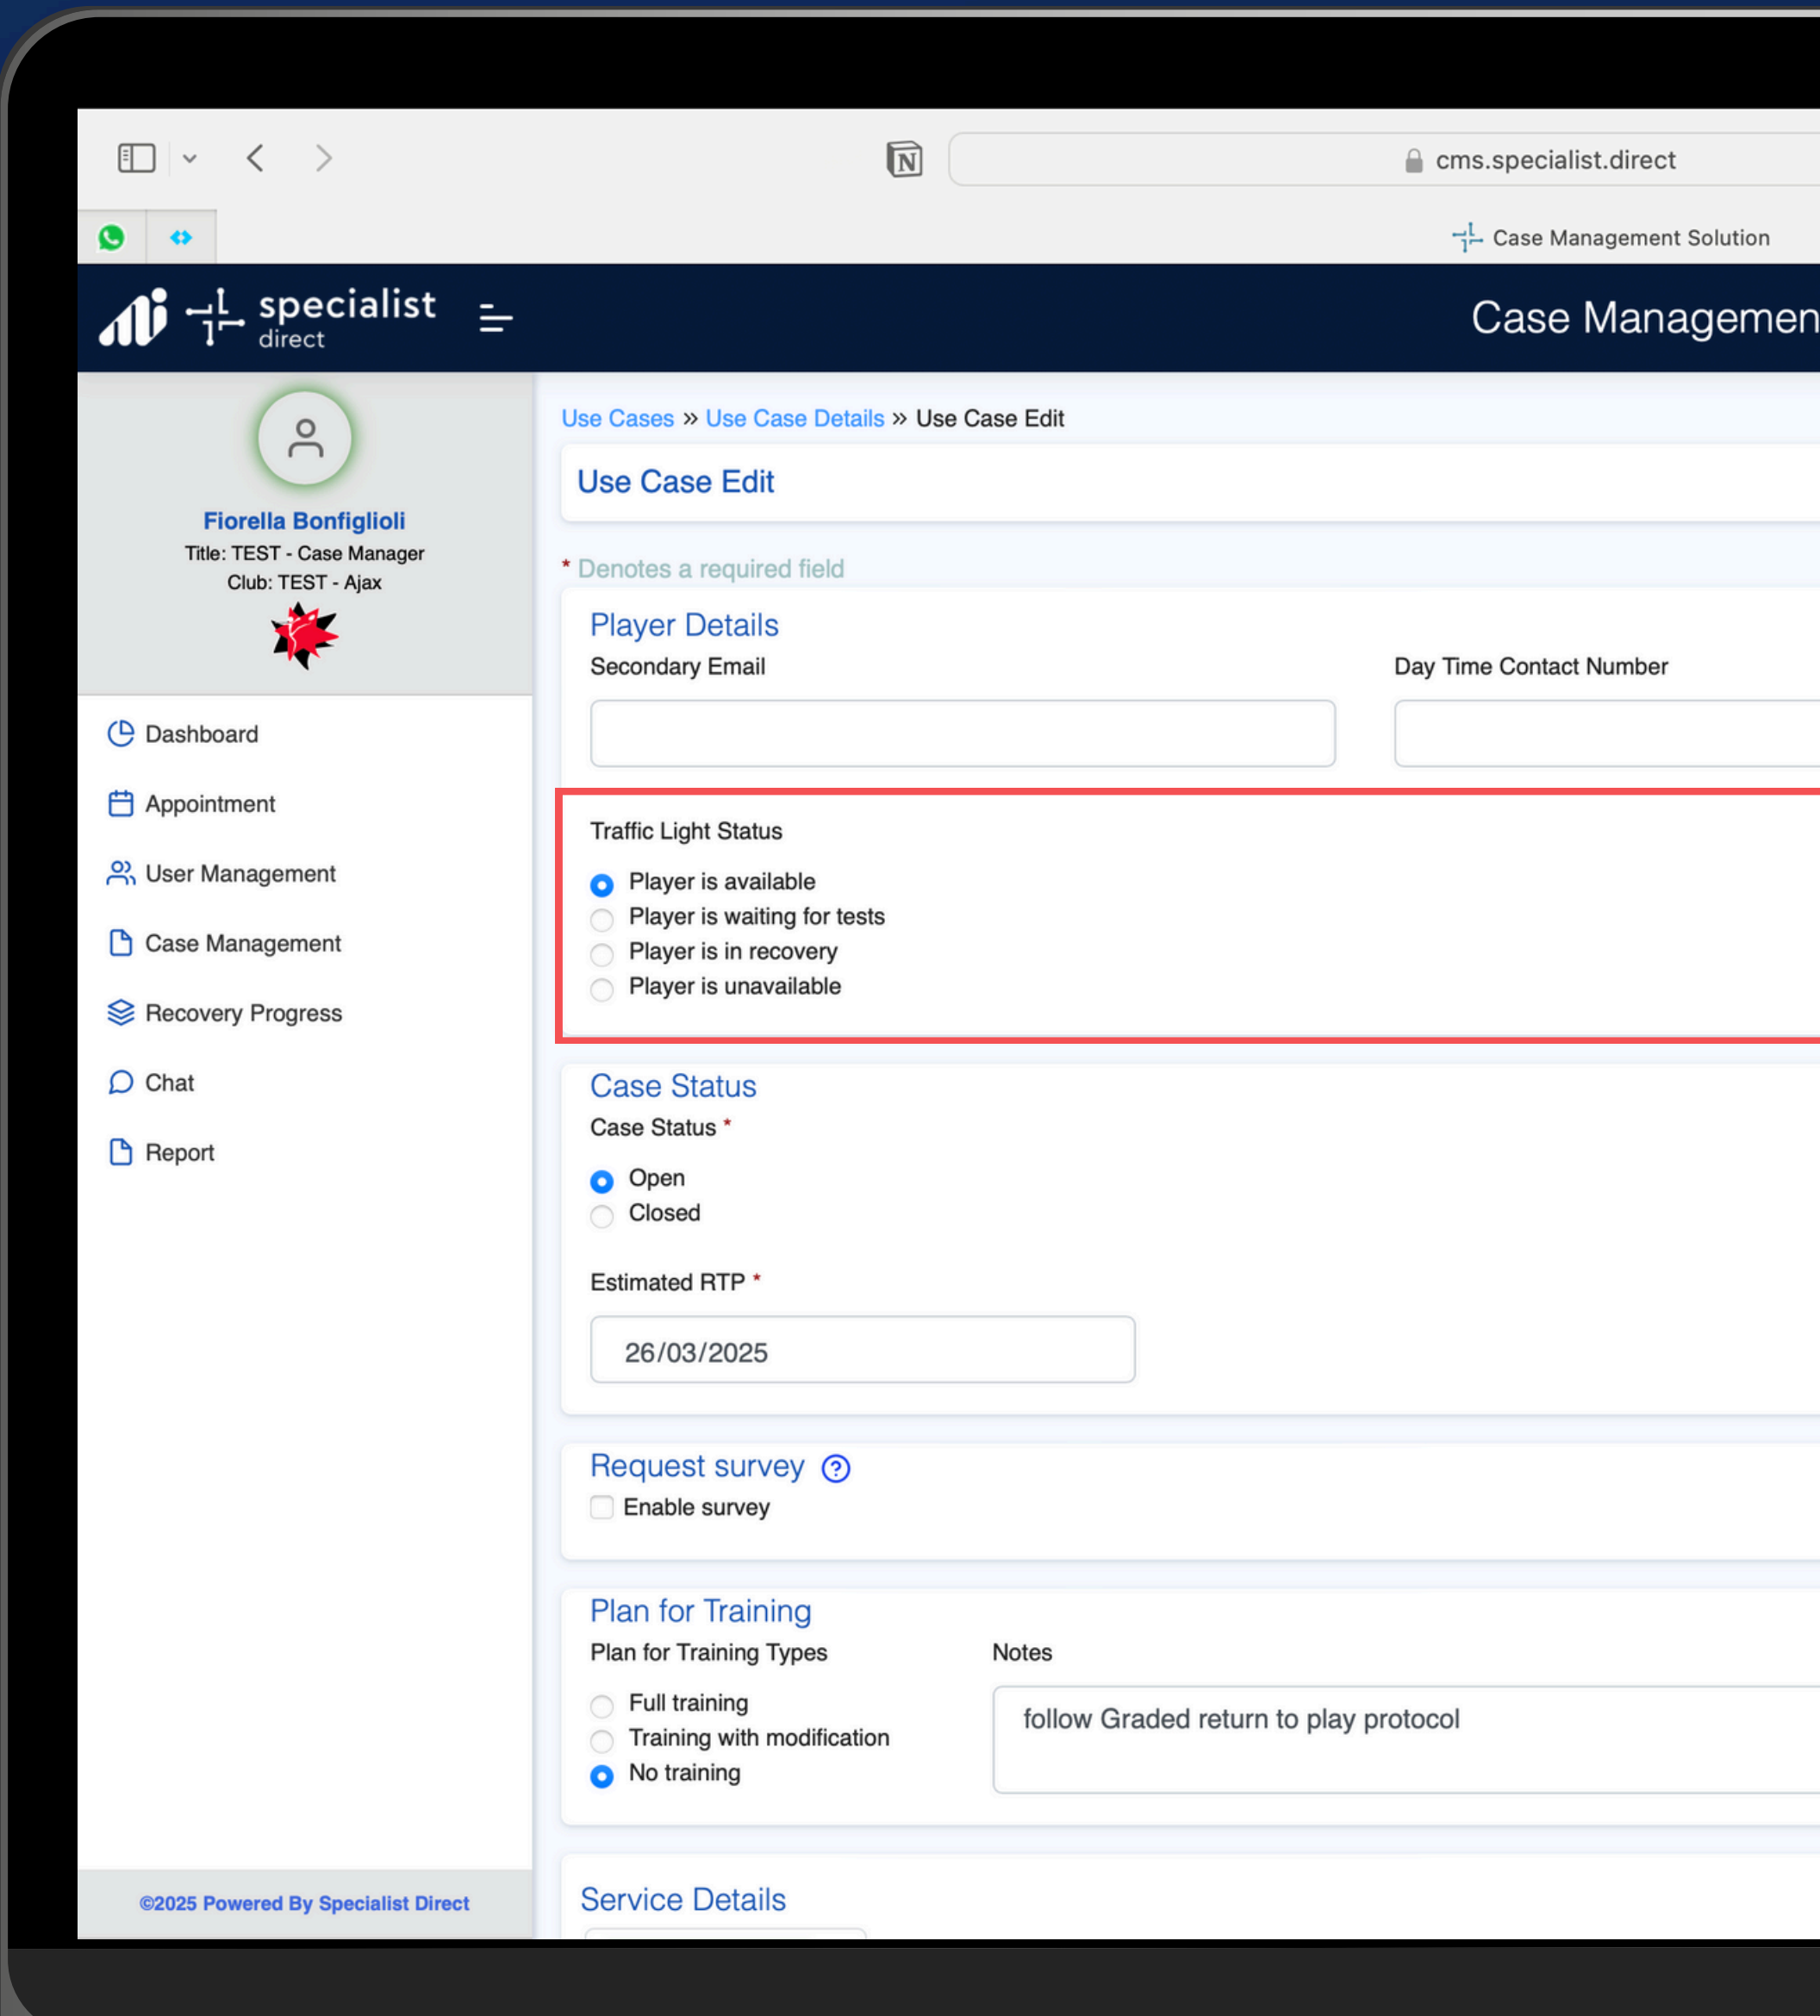 cms.specialist.direct
Case Management Solution
specialist
direct
Case Managemen
Fiorella Bonfiglioli
Title: TEST - Case Manager
Club: TEST - Ajax
Dashboard
Appointment
User Management
Case Management
Recovery Progress
Chat
Report
©2025 Powered By Specialist Direct
Use Cases » Use Case Details » Use Case Edit
Use Case Edit
* Denotes a required field
Player Details
Secondary Email
Day Time Contact Number
Traffic Light Status
Player is available
Player is waiting for tests
Player is in recovery
Player is unavailable
Case Status
Case Status *
Open
Closed
Estimated RTP *
26/03/2025
Request survey ?
Enable survey
Plan for Training
Plan for Training Types
Full training
Training with modification
No training
Notes
follow Graded return to play protocol
Service Details